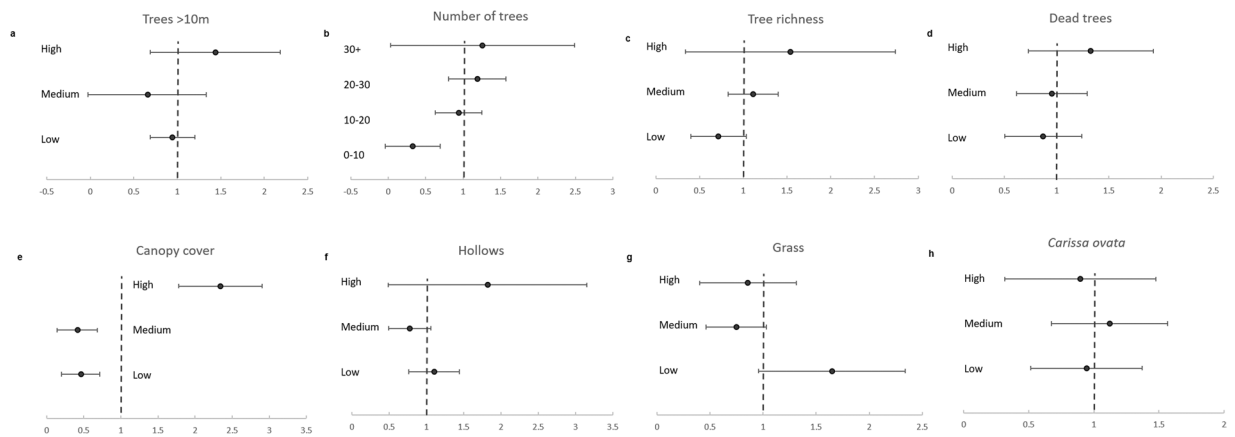 a
Trees >10m
High
Medium
Low
-0.5 0 0.5 1 1.5 2 2.5
b
Number of trees
30+
20-30
10-20
0-10
-0.5 0 0.5 1 1.5 2 2.5 3
c
Tree richness
High
Medium
Low
0 0.5 1 1.5 2 2.5 3
d
Dead trees
High
Medium
Low
0 0.5 1 1.5 2 2.5
e
Canopy cover
High
Medium
Low
0 0.5 1 1.5 2 2.5 3 3.5
f
Hollows
High
Medium
Low
0 0.5 1 1.5 2 2.5 3 3.5
g
Grass
High
Medium
Low
0 0.5 1 1.5 2 2.5
h
Carissa ovata
High
Medium
Low
0 0.5 1 1.5 2